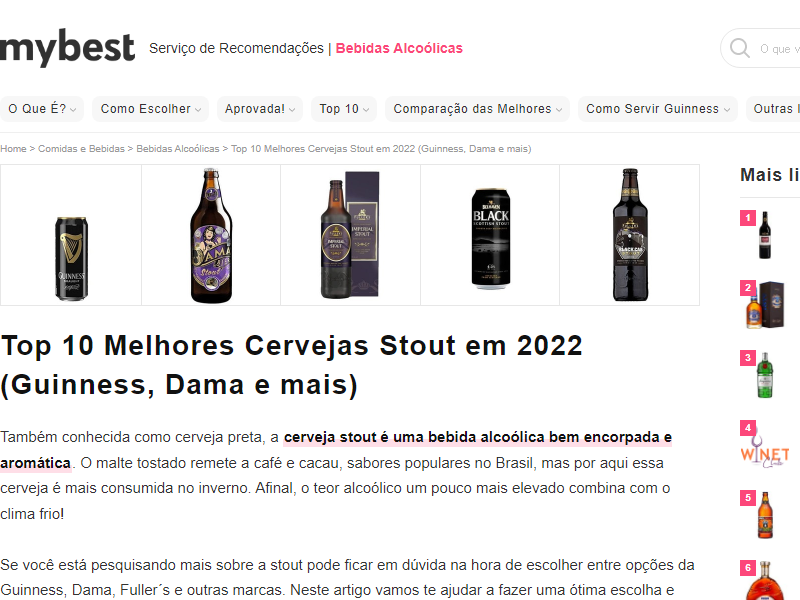 mybest Serviço de Recomendações | Bebidas Alcoólicas O que v
O Que É? Como Escolher Aprovada! Top 10 Comparação das Melhores Como Servir Guinness Outras I
Home > Comidas e Bebidas > Bebidas Alcoólicas > Top 10 Melhores Cervejas Stout em 2022 (Guinness, Dama e mais)
Mais li
GUINNESS
DAMA
Stout
IMPERIAL
STOUT
IMPERIAL
STOUT
BELHAVEN
BLACK
SCOTTISH STOUT
BLACK CAB
1
2
3
4
WINET
5
6
Top 10 Melhores Cervejas Stout em 2022
(Guinness, Dama e mais)
Também conhecida como cerveja preta, a cerveja stout é uma bebida alcoólica bem encorpada e
aromática. O malte tostado remete a café e cacau, sabores populares no Brasil, mas por aqui essa
cerveja é mais consumida no inverno. Afinal, o teor alcoólico um pouco mais elevado combina com o
clima frio!
Se você está pesquisando mais sobre a stout pode ficar em dúvida na hora de escolher entre opções da
Guinness, Dama, Fuller´s e outras marcas. Neste artigo vamos te ajudar a fazer uma ótima escolha e